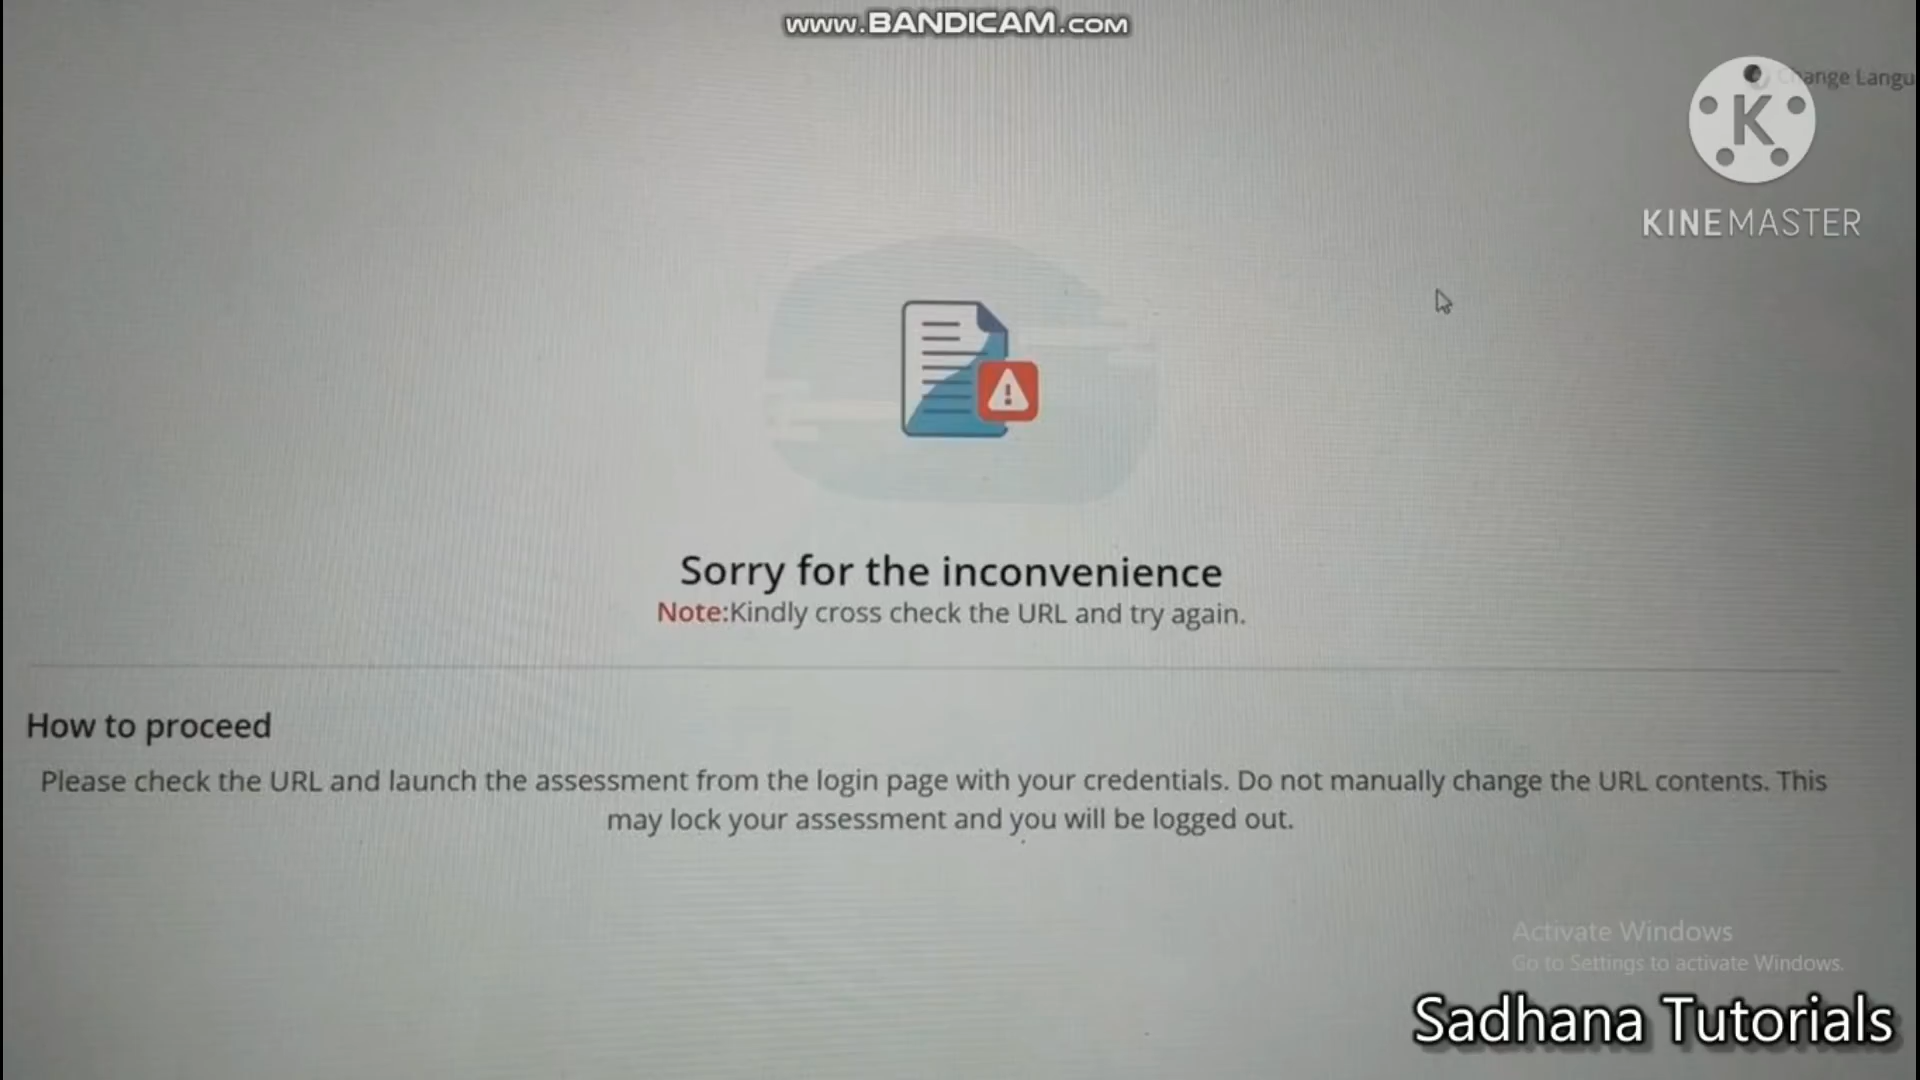 www.BANDICAM.com
Change Langu
K
KINEMASTER
Sorry for the inconvenience
Note:Kindly cross check the URL and try again.
How to proceed
Please check the URL and launch the assessment from the login page with your credentials. Do not manually change the URL contents. This
may lock your assessment and you will be logged out.
Activate Windows
Go to Settings to activate Windows.
Sadhana Tutorials